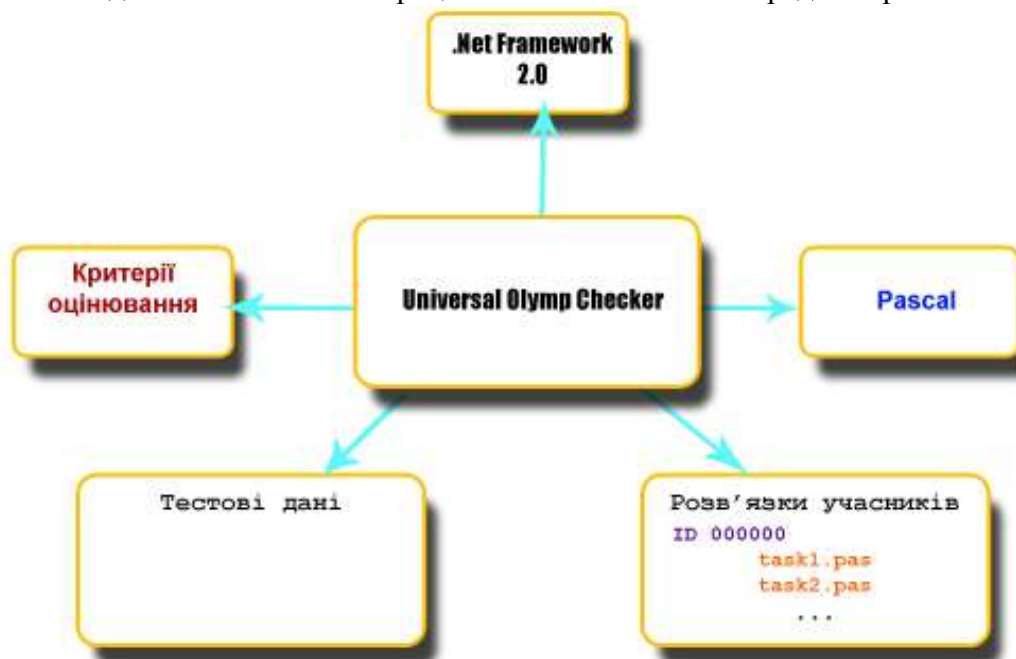 .Net Framework
2.0
Критерії
оцінювання
Universal Olymp Checker
Pascal
Тестові дані
Розв'язки учасників
ID 000000
task1.pas
task2.pas
...